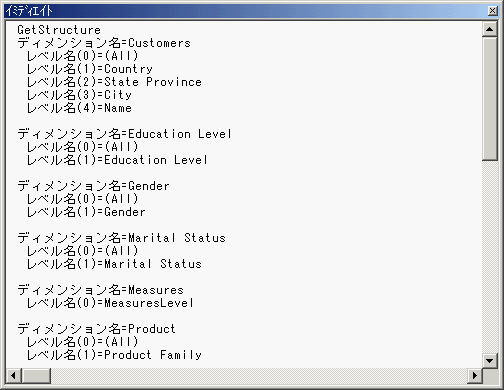 ｲﾐﾃﾞｨｴｲﾄ
GetStructure
ディメンション名=Customers
レベル名(0)=(All)
レベル名(1)=Country
レベル名(2)=State Province
レベル名(3)=City
レベル名(4)=Name
ディメンション名=Education Level
レベル名(0)=(All)
レベル名(1)=Education Level
ディメンション名=Gender
レベル名(0)=(All)
レベル名(1)=Gender
ディメンション名=Marital Status
レベル名(0)=(All)
レベル名(1)=Marital Status
ディメンション名=Measures
レベル名(0)=MeasuresLevel
ディメンション名=Product
レベル名(0)=(All)
レベル名(1)=Product Family